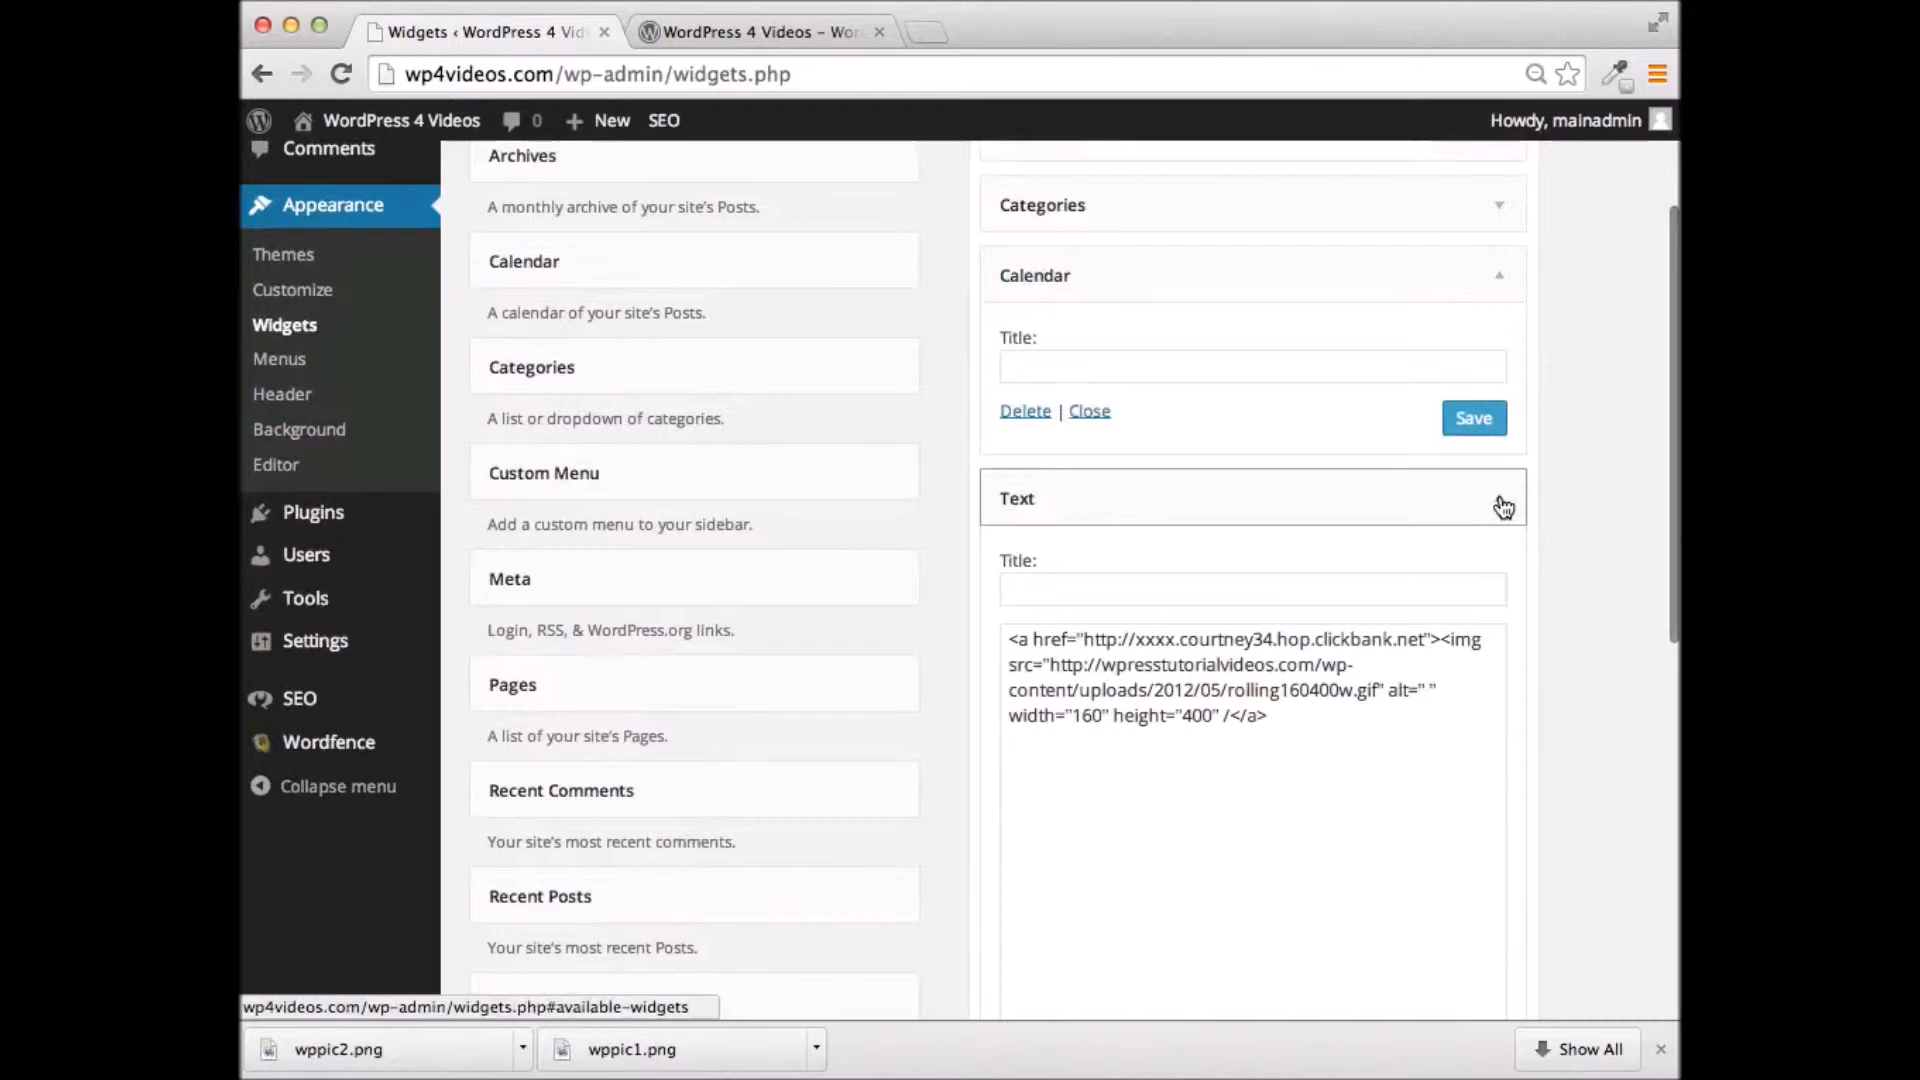 Widgets ‹ WordPress 4 Vid
WordPress 4 Videos – Wor
wp4videos.com/wp-admin/widgets.php
WordPress 4 Videos
0
New
SEO
Howdy, mainadmin
Comments
Appearance
Themes
Customize
Widgets
Menus
Header
Background
Editor
Plugins
Users
Tools
Settings
SEO
Wordfence
Collapse menu
Archives
A monthly archive of your site's Posts.
Calendar
A calendar of your site's Posts.
Categories
A list or dropdown of categories.
Custom Menu
Add a custom menu to your sidebar.
Meta
Login, RSS, & WordPress.org links.
Pages
A list of your site's Pages.
Recent Comments
Your site's most recent comments.
Recent Posts
Your site's most recent Posts.
Categories
Calendar
Title:
Delete | Close
Save
Text
Title:
<a href="http://xxxx.courtney34.hop.clickbank.net"><img
src="http://wpresstutorialvideos.com/wp-
content/uploads/2012/05/rolling160400w.gif" alt=" "
width="160" height="400" /</a>
wp4videos.com/wp-admin/widgets.php#available-widgets
wppic2.png
wppic1.png
Show All